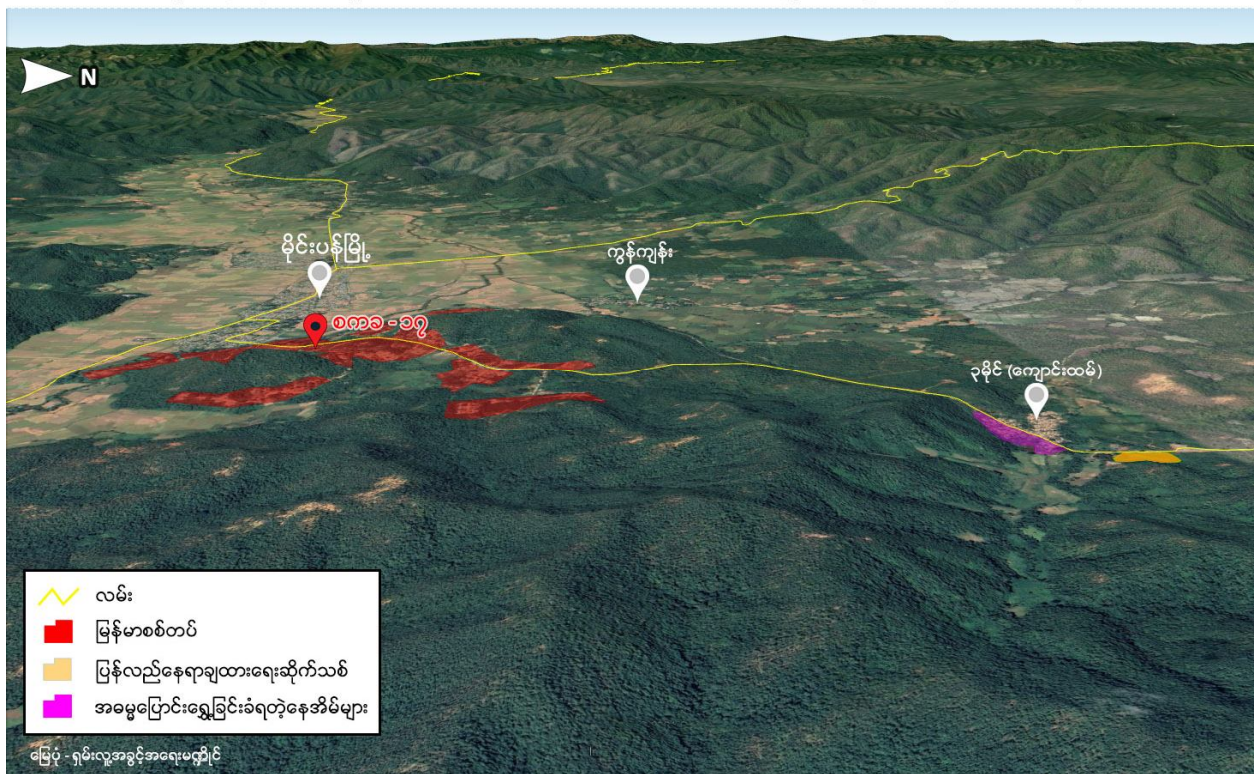 N
မိုင်းပန်မြို့
ကွန်ကျန်း
စကခ - ၁၇
၃မိုင် (ကျောင်းထမ်)
လမ်း
မြန်မာစစ်တပ်
ပြန်လည်နေရာချထားရေးဆိုက်သစ်
အဓမ္မပြောင်းရွှေ့ခြင်းခံရတဲ့နေအိမ်များ
မြေပုံ - ရှမ်းလူ့အခွင့်အရေးမဏ္ဍိုင်